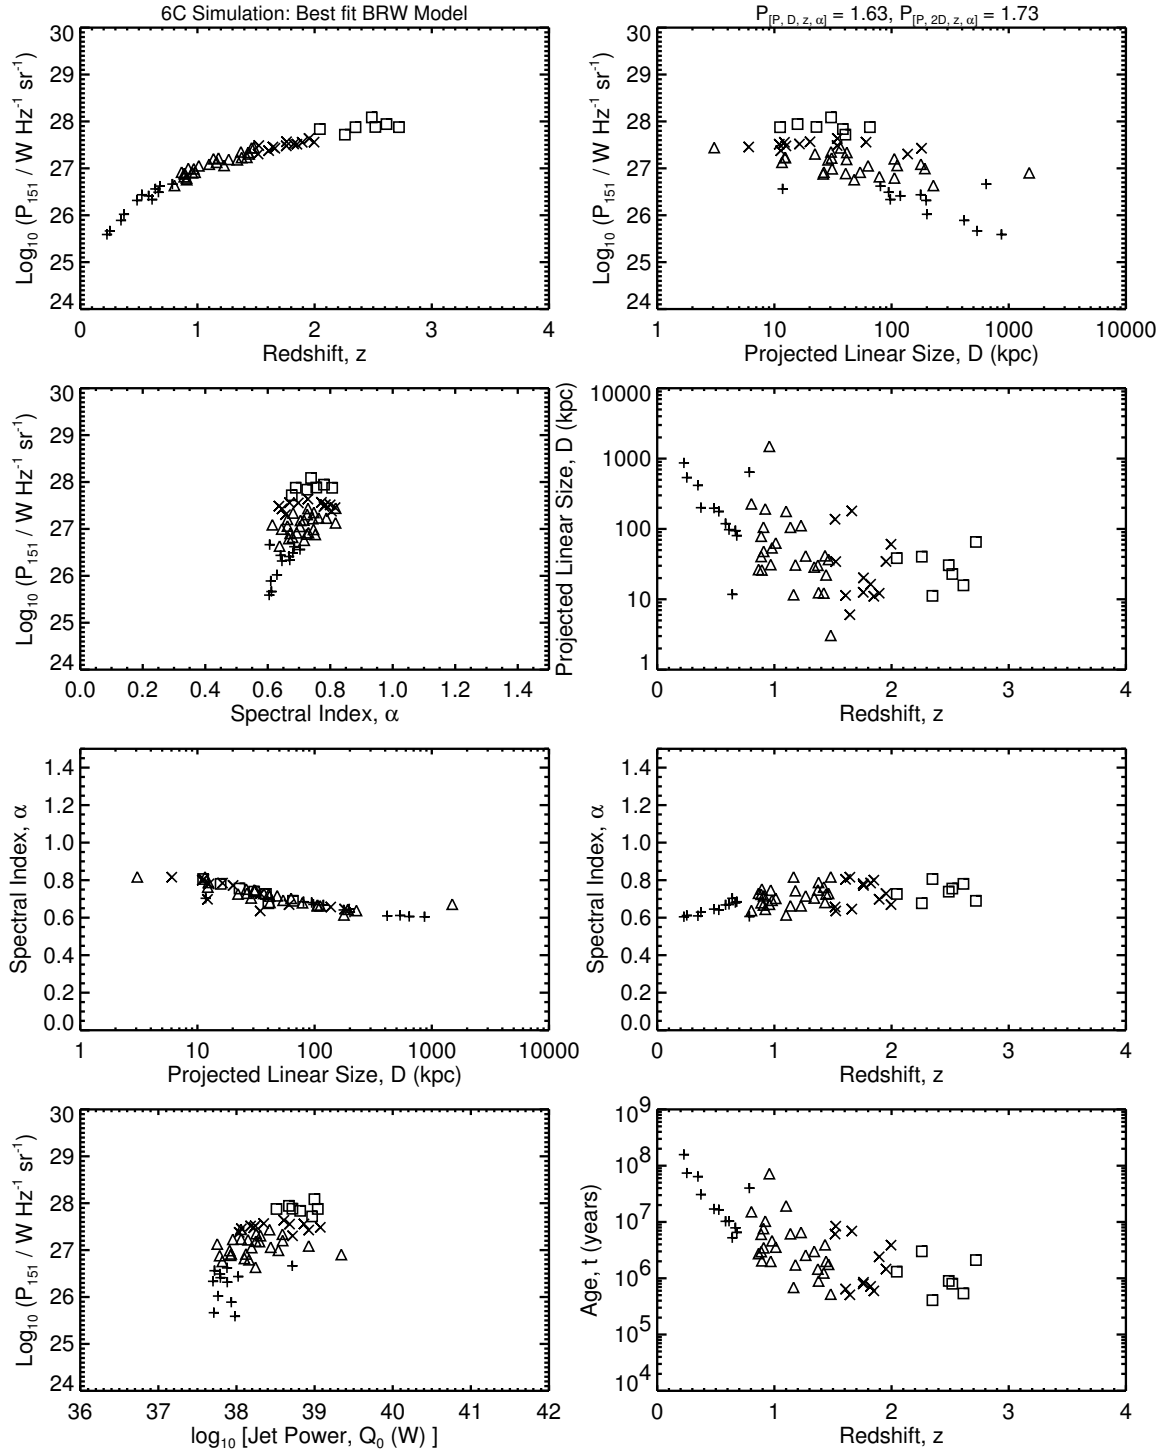 6C Simulation: Best fit BRW Model
P[P, D, z, α] = 1.63, P[P, 2D, z, α] = 1.73
Log10 (P151 / W Hz-1 sr-1)
30
29
28
27
26
25
24
0 1 2 3 4
Redshift, z
Log10 (P151 / W Hz-1 sr-1)
30
29
28
27
26
25
24
1 10 100 1000 10000
Projected Linear Size, D (kpc)
Log10 (P151 / W Hz-1 sr-1)
30
29
28
27
26
25
24
0.0 0.2 0.4 0.6 0.8 1.0 1.2 1.4
Spectral Index, α
Projected Linear Size, D (kpc)
10000
1000
100
10
1
0 1 2 3 4
Redshift, z
Spectral Index, α
1.4
1.2
1.0
0.8
0.6
0.4
0.2
0.0
1 10 100 1000 10000
Projected Linear Size, D (kpc)
Spectral Index, α
1.4
1.2
1.0
0.8
0.6
0.4
0.2
0.0
0 1 2 3 4
Redshift, z
Log10 (P151 / W Hz-1 sr-1)
30
29
28
27
26
25
24
36 37 38 39 40 41 42
log10 [Jet Power, Q0 (W) ]
Age, t (years)
10^9
10^8
10^7
10^6
10^5
10^4
0 1 2 3 4
Redshift, z